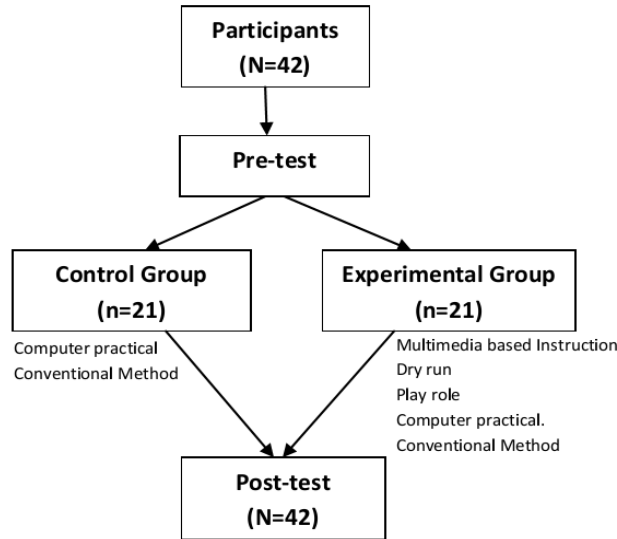 Participants
(N=42)
Pre-test
Control Group
(n=21)
Computer practical
Conventional Method
Experimental Group
(n=21)
Multimedia based Instruction
Dry run
Play role
Computer practical.
Conventional Method
Post-test
(N=42)